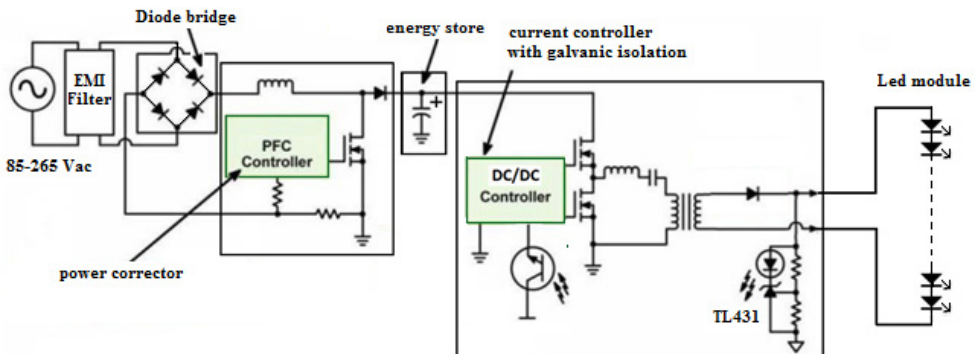 Diode bridge
energy store
current controller
with galvanic isolation
Led module
EMI
Filter
85-265 Vac
PFC
Controller
+
DC/DC
Controller
power corrector
TL431